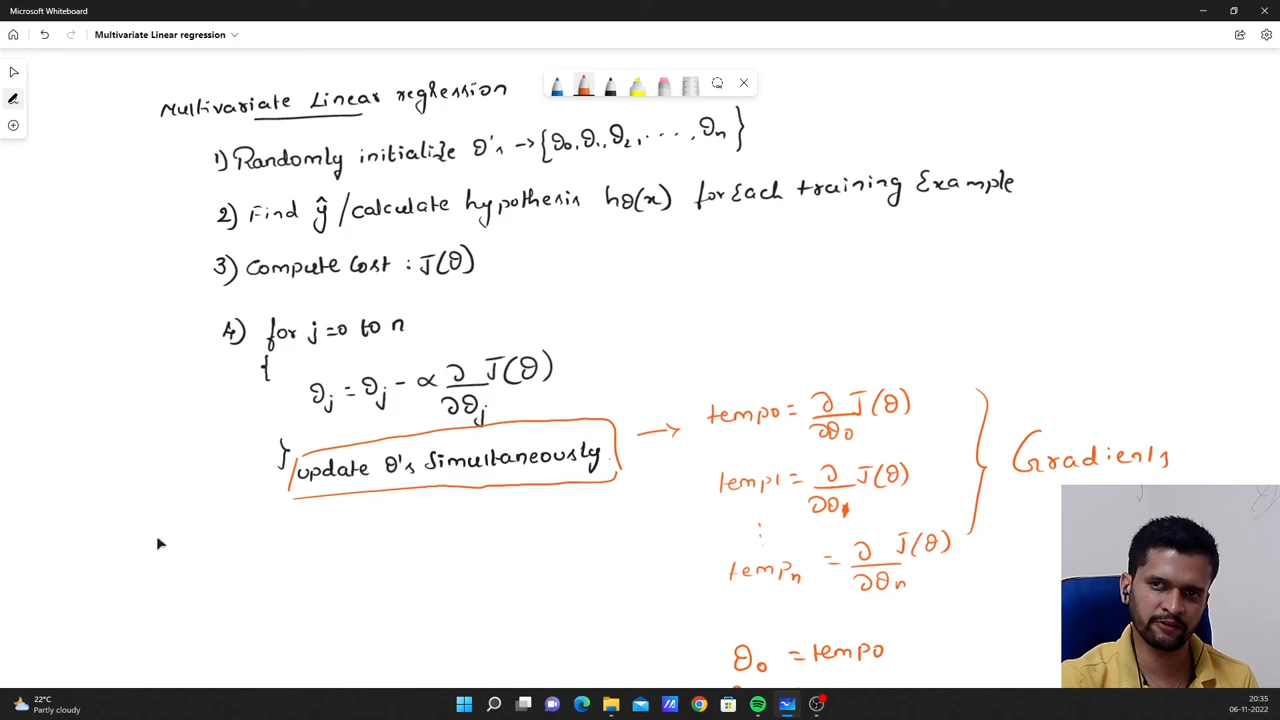 Microsoft Whiteboard
Multivariate Linear regression
Multivariate Linear regression
1) Randomly initialize θ's → {θ₀, θ₁, θ₂, ...., θₙ}
2) Find ŷ / calculate hypothesis hθ(x) for Each training Example
3) Compute Cost : J(θ)
4) for j=0 to n
{
θⱼ = θⱼ - α ∂/∂θⱼ J(θ)
} update θ's Simultaneously
→ temp0 = ∂/∂θ₀ J(θ)
temp1 = ∂/∂θ₁ J(θ)
⋮
tempₙ = ∂/∂θₙ J(θ)
} Gradients
θ₀ = temp0
22°C
Partly cloudy
20:35
06-11-2022